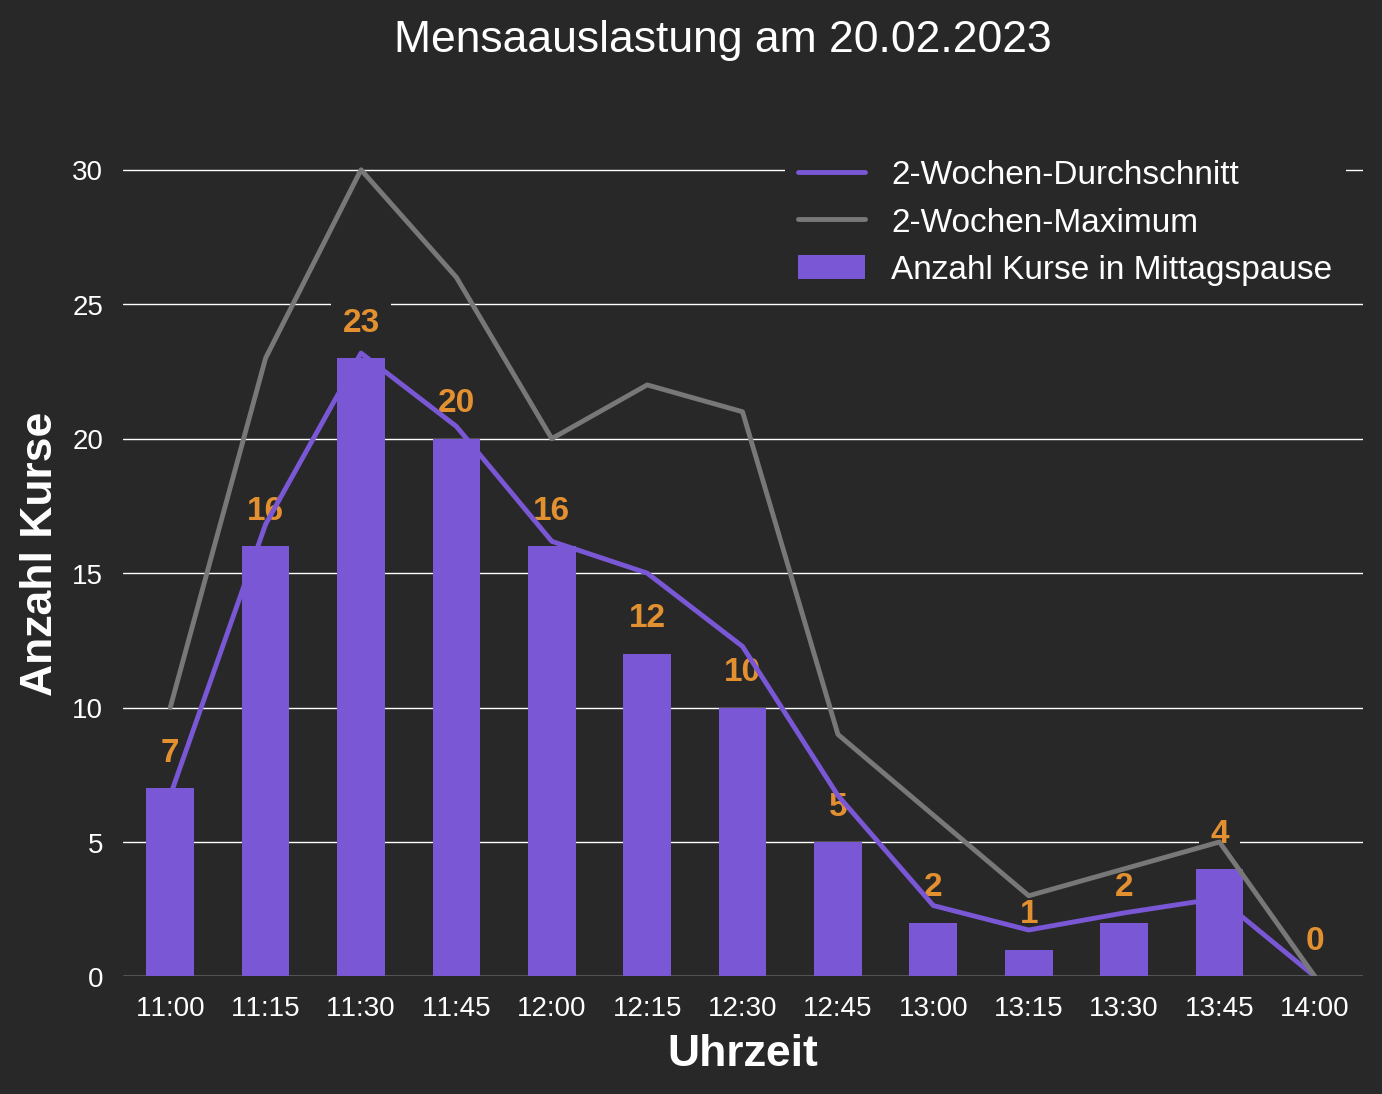 Mensaauslastung am 20.02.2023
2-Wochen-Durchschnitt
2-Wochen-Maximum
Anzahl Kurse in Mittagspause
Anzahl Kurse
30
25
20
15
10
5
0
7
16
23
20
16
12
10
5
2
1
2
4
0
11:00 11:15 11:30 11:45 12:00 12:15 12:30 12:45 13:00 13:15 13:30 13:45 14:00
Uhrzeit